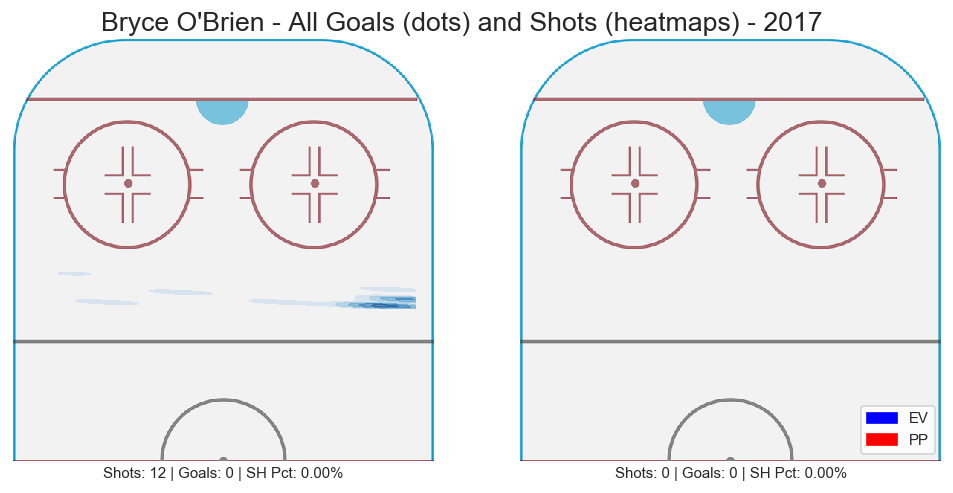 Bryce O'Brien - All Goals (dots) and Shots (heatmaps) - 2017
EV
PP
Shots: 12 | Goals: 0 | SH Pct: 0.00%
Shots: 0 | Goals: 0 | SH Pct: 0.00%